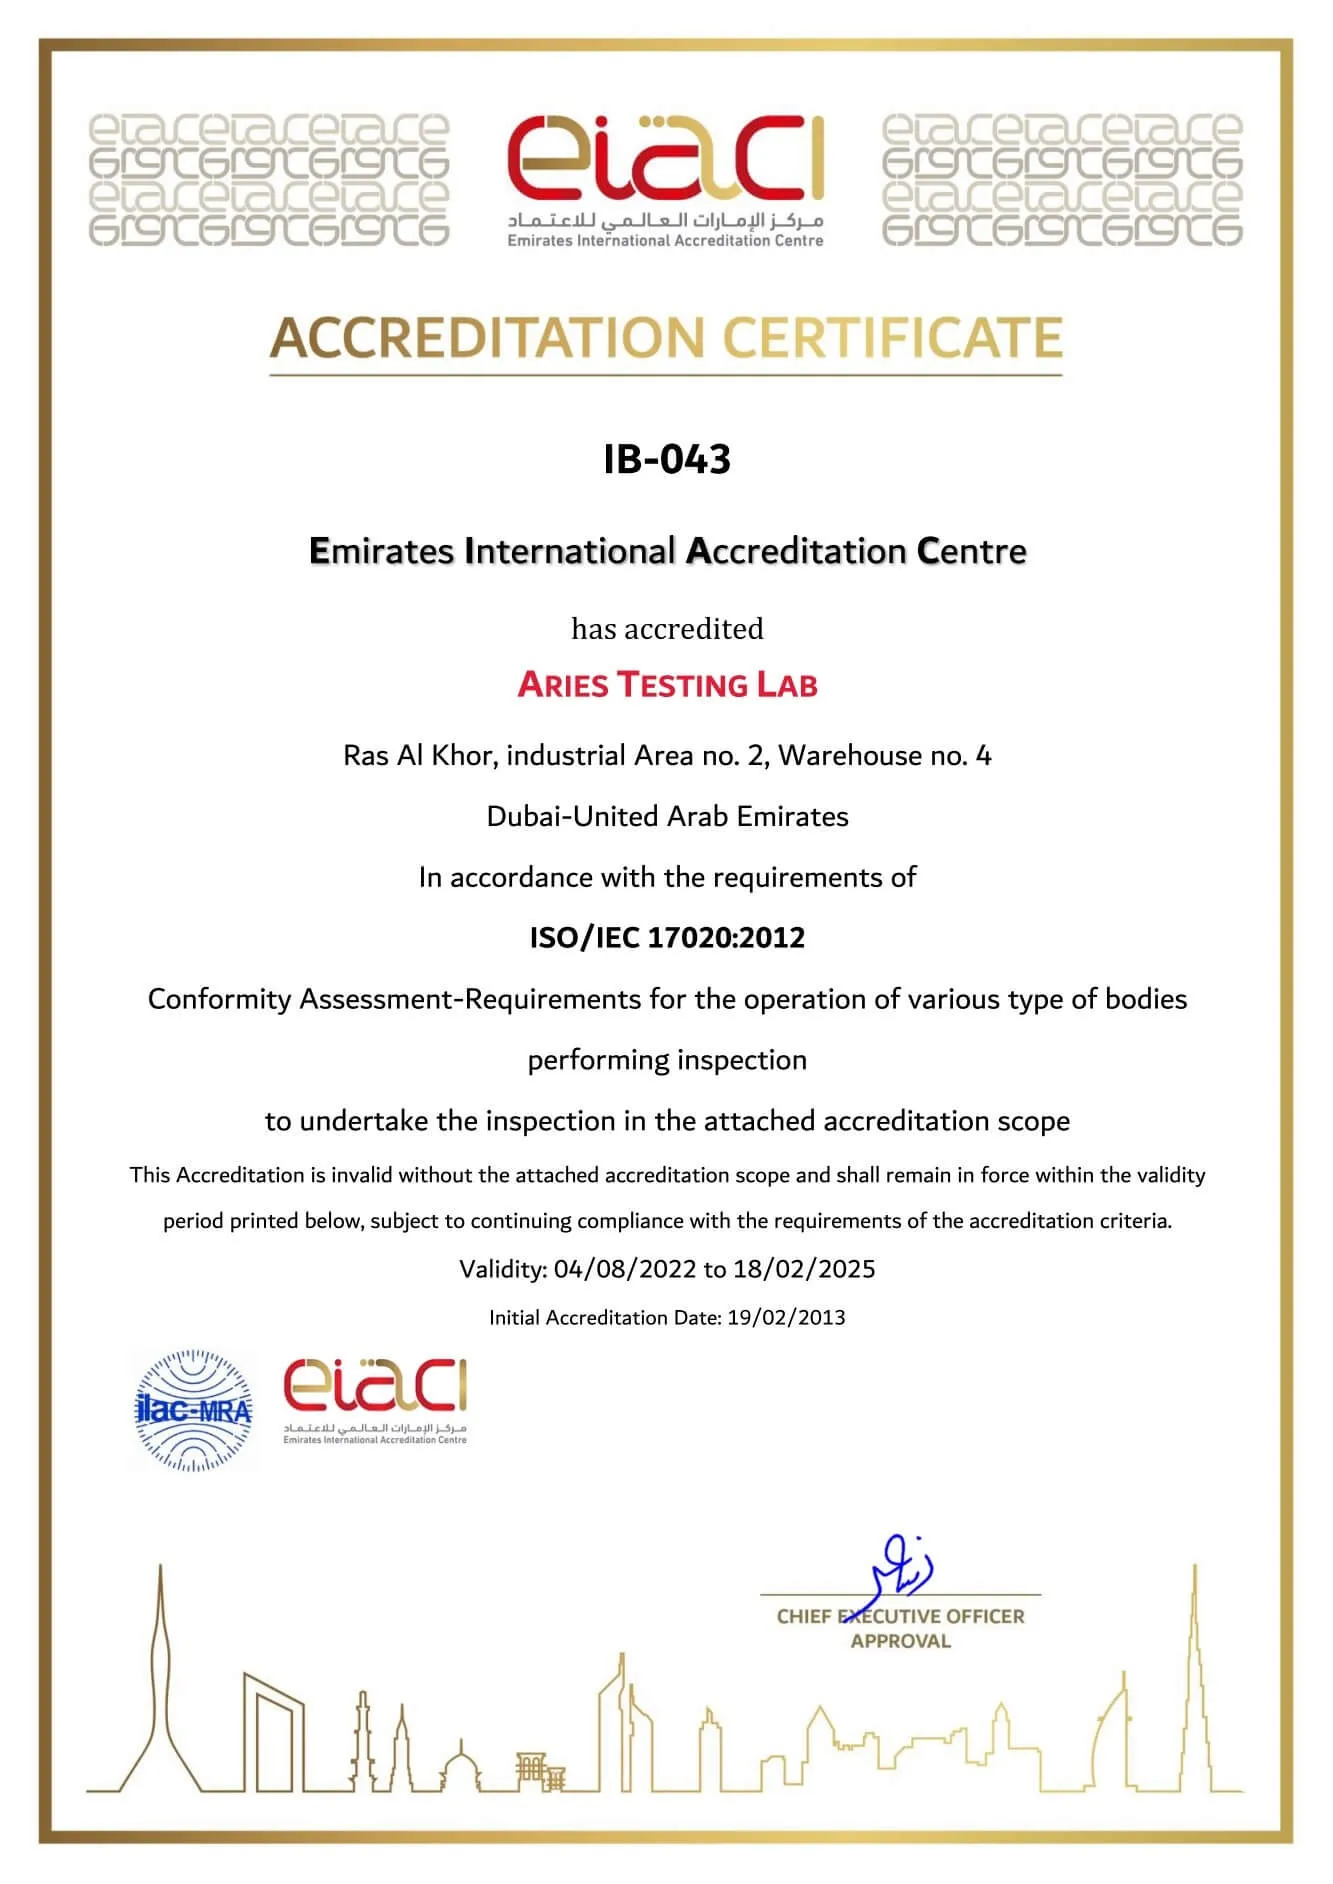 eiac
مركز الإمارات العالمي للاعتماد
Emirates International Accreditation Centre
ACCREDITATION CERTIFICATE
IB-043
Emirates International Accreditation Centre
has accredited
ARIES TESTING LAB
Ras Al Khor, industrial Area no. 2, Warehouse no. 4
Dubai-United Arab Emirates
In accordance with the requirements of
ISO/IEC 17020:2012
Conformity Assessment-Requirements for the operation of various type of bodies
performing inspection
to undertake the inspection in the attached accreditation scope
This Accreditation is invalid without the attached accreditation scope and shall remain in force within the validity
period printed below, subject to continuing compliance with the requirements of the accreditation criteria.
Validity: 04/08/2022 to 18/02/2025
Initial Accreditation Date: 19/02/2013
ilac-MRA
eiac
مركز الإمارات العالمي للاعتماد
Emirates International Accreditation Centre
CHIEF EXECUTIVE OFFICER
APPROVAL